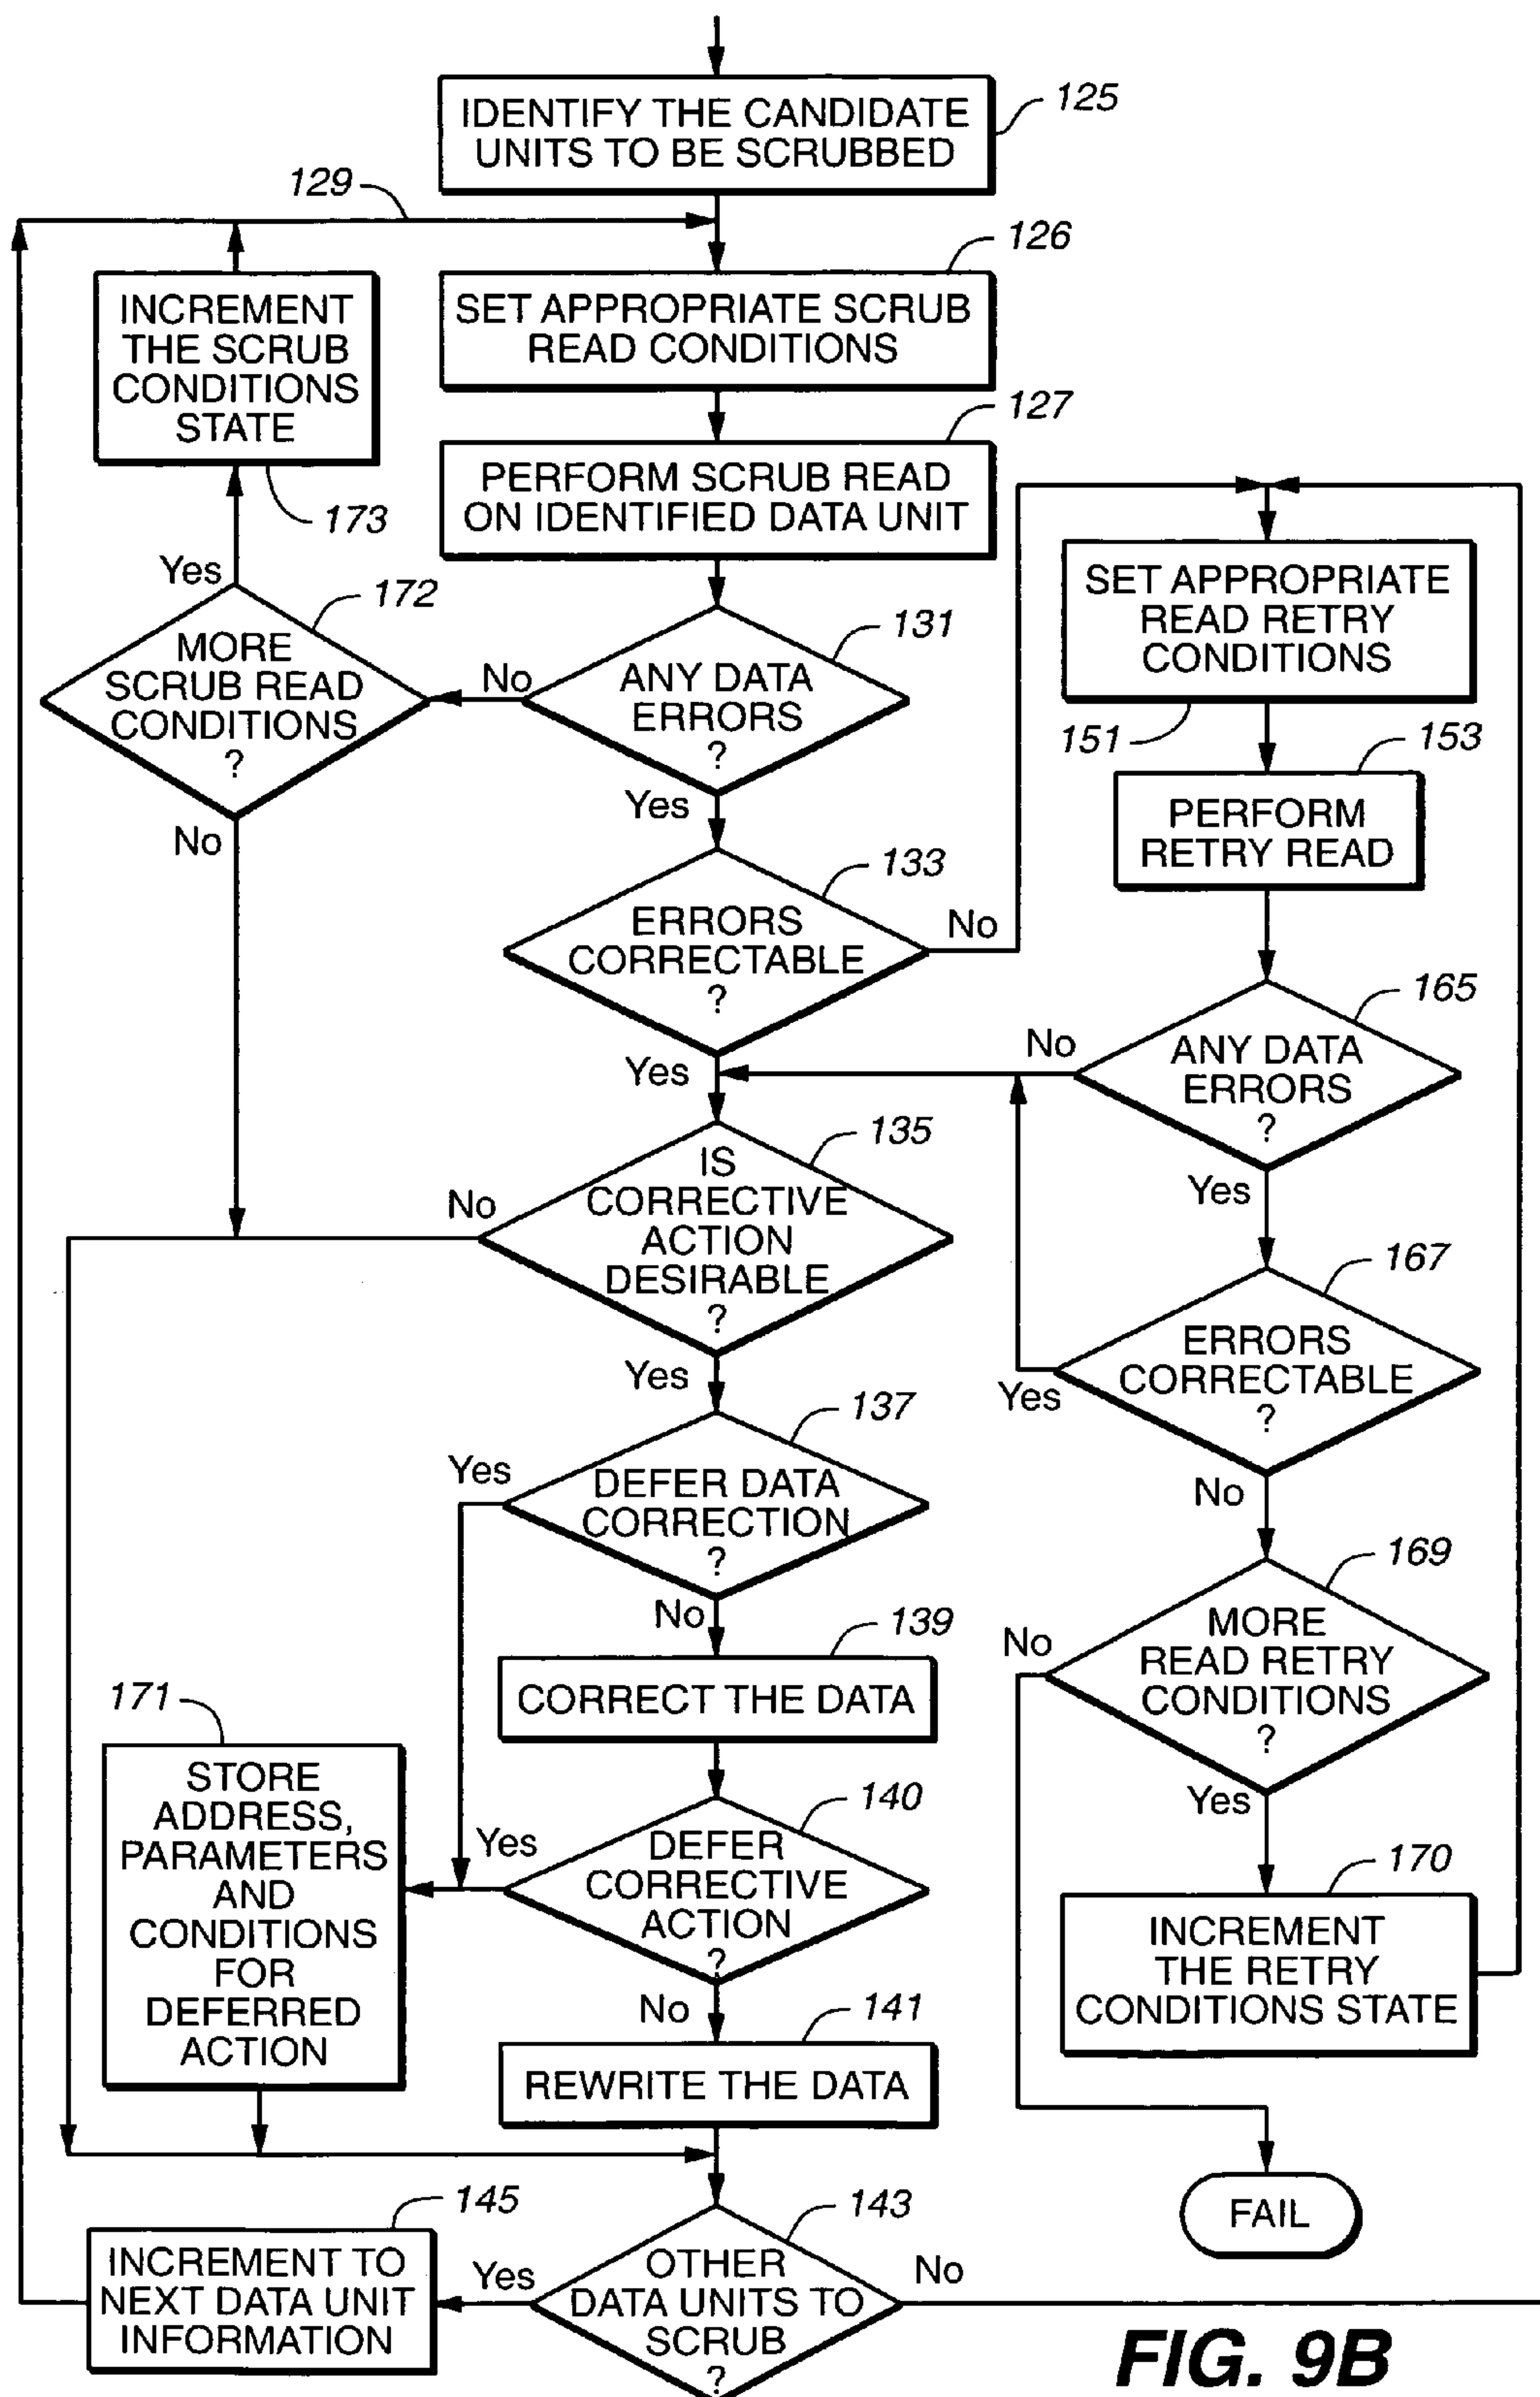 IDENTIFY THE CANDIDATE
UNITS TO BE SCRUBBED
125
129
126
SET APPROPRIATE SCRUB
READ CONDITIONS
INCREMENT
THE SCRUB
CONDITIONS
STATE
173
127
PERFORM SCRUB READ
ON IDENTIFIED DATA UNIT
Yes
172
MORE
SCRUB READ
CONDITIONS
?
No
No
131
ANY DATA
ERRORS
?
Yes
SET APPROPRIATE
READ RETRY
CONDITIONS
151
153
PERFORM
RETRY READ
133
ERRORS
CORRECTABLE
?
No
Yes
165
No
ANY DATA
ERRORS
?
Yes
135
IS
CORRECTIVE
ACTION
DESIRABLE
?
No
Yes
167
ERRORS
CORRECTABLE
?
Yes
No
137
Yes
DEFER DATA
CORRECTION
?
No
169
No
MORE
READ RETRY
CONDITIONS
?
Yes
139
CORRECT THE DATA
171
STORE
ADDRESS,
PARAMETERS
AND
CONDITIONS
FOR
DEFERRED
ACTION
140
Yes
DEFER
CORRECTIVE
ACTION
?
No
170
INCREMENT
THE RETRY
CONDITIONS STATE
141
REWRITE THE DATA
FAIL
145
INCREMENT TO
NEXT DATA UNIT
INFORMATION
Yes
143
OTHER
DATA UNITS TO
SCRUB
?
No
FIG. 9B